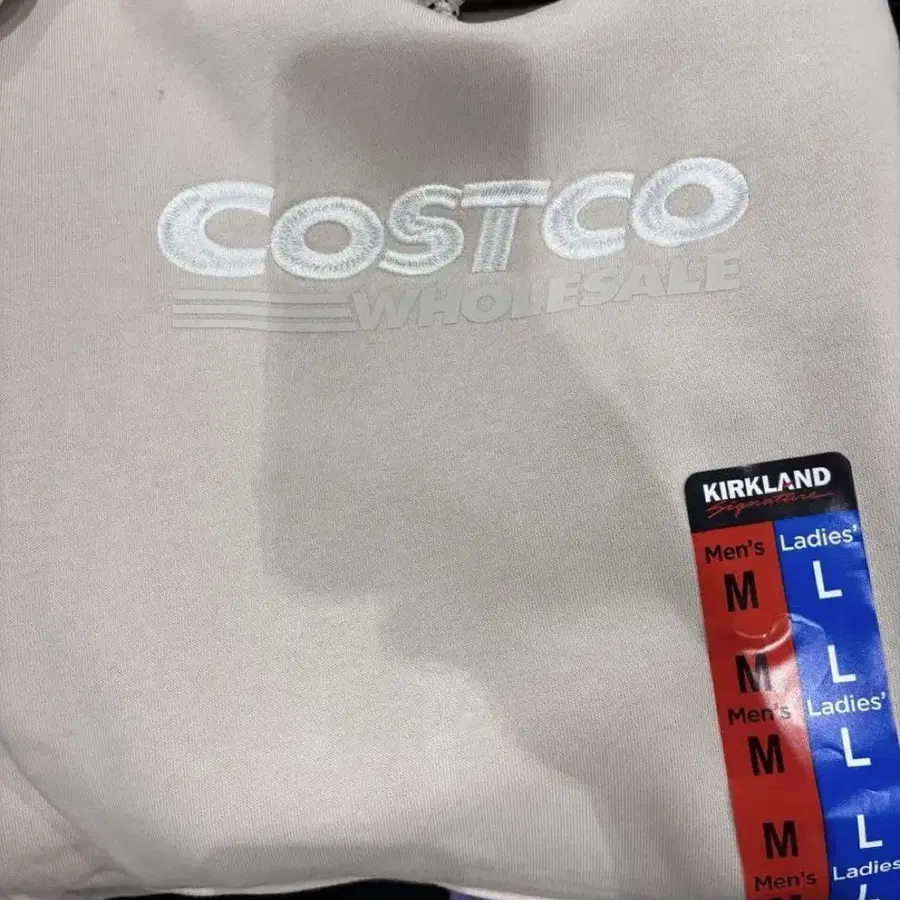 COSTCO
WHOLESALE
KIRKLAND
Signature
Men's Ladies'
M L
M L
Men's Ladies'
M L
M L
Men's Ladies